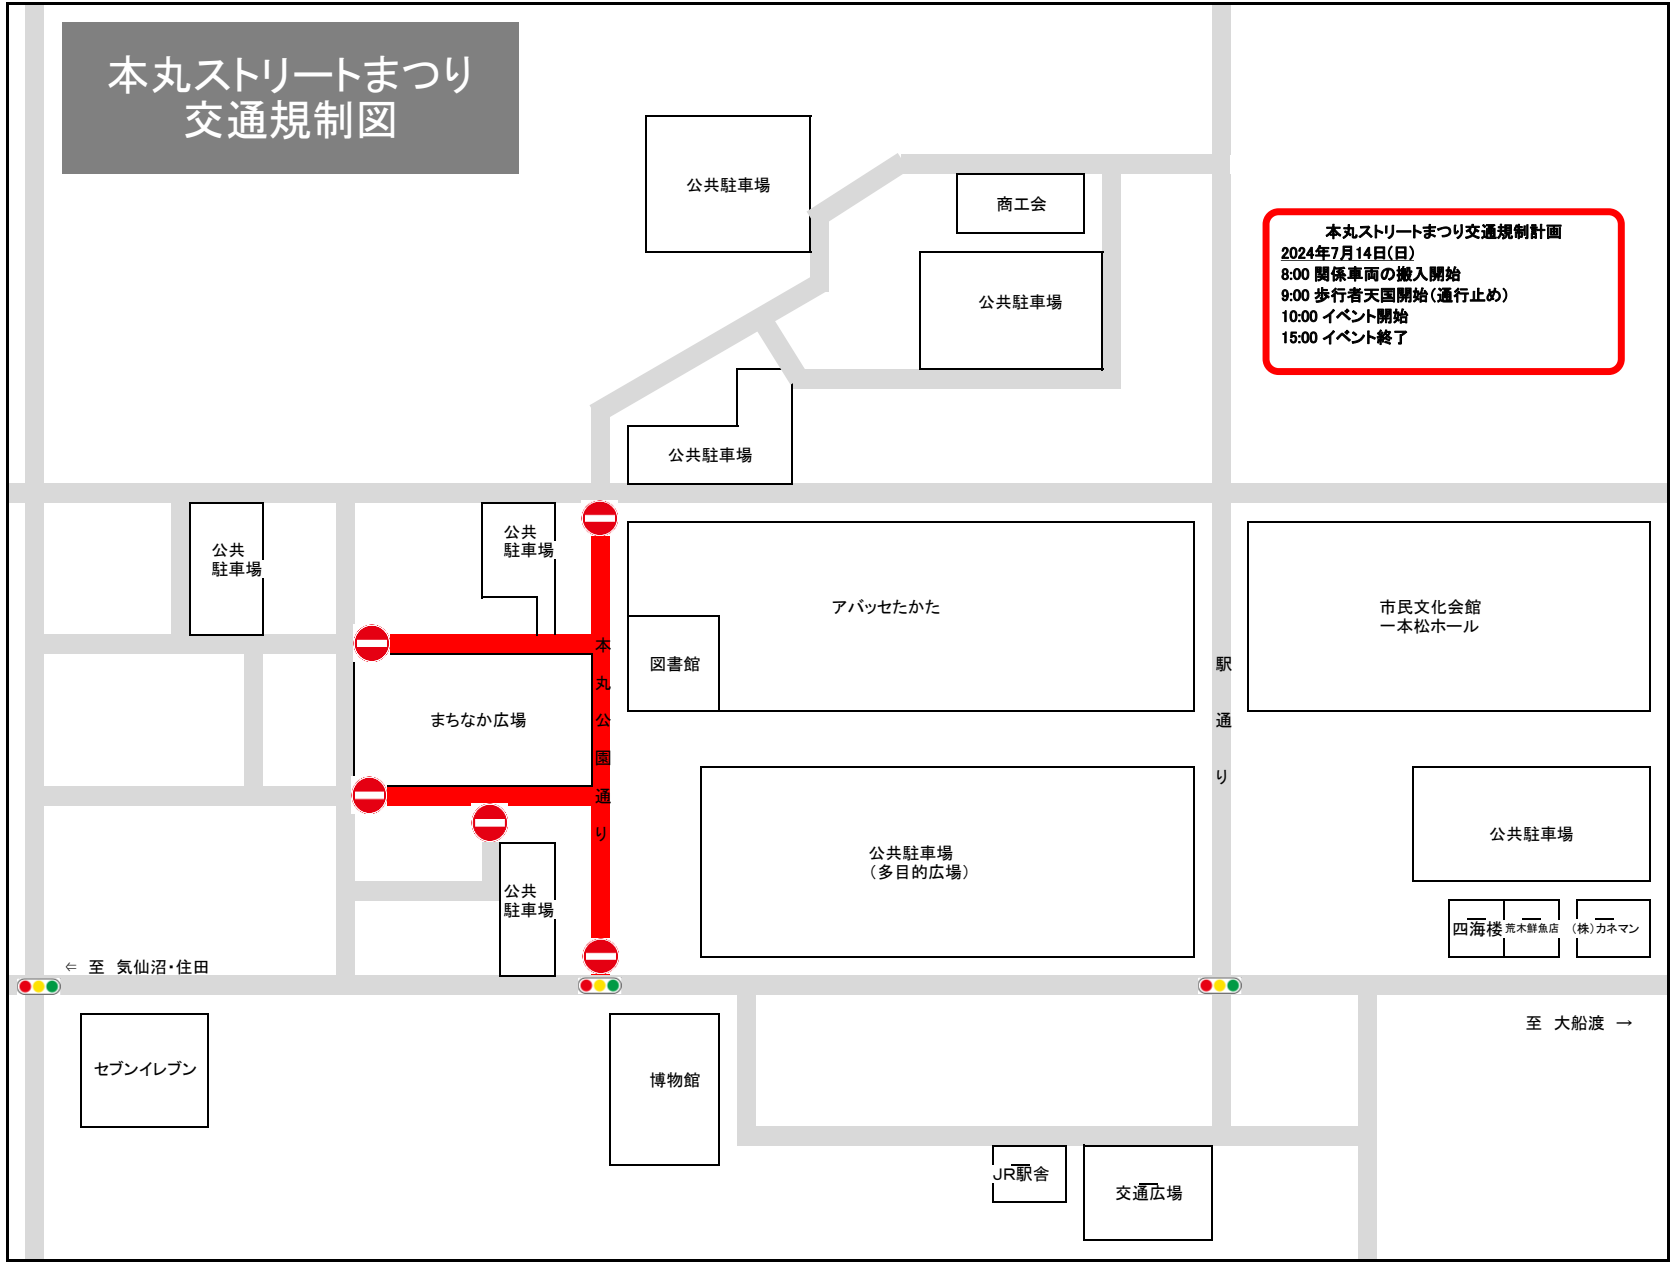 本丸ストリートまつり
交通規制図
公共駐車場
商工会
公共駐車場
本丸ストリートまつり交通規制計画
2024年7月14日(日)
8:00 関係車両の搬入開始
9:00 歩行者天国開始(通行止め)
10:00 イベント開始
15:00 イベント終了
公共駐車場
公共
駐車場
公共
駐車場
アバッセたかた
図書館
市民文化会館
一本松ホール
まちなか広場
本丸公園通り
駅通り
公共駐車場
(多目的広場)
公共駐車場
公共
駐車場
四海楼
荒木鮮魚店
(株)カネマン
⇐ 至 気仙沼・住田
至 大船渡 →
セブンイレブン
博物館
JR駅舎
交通広場